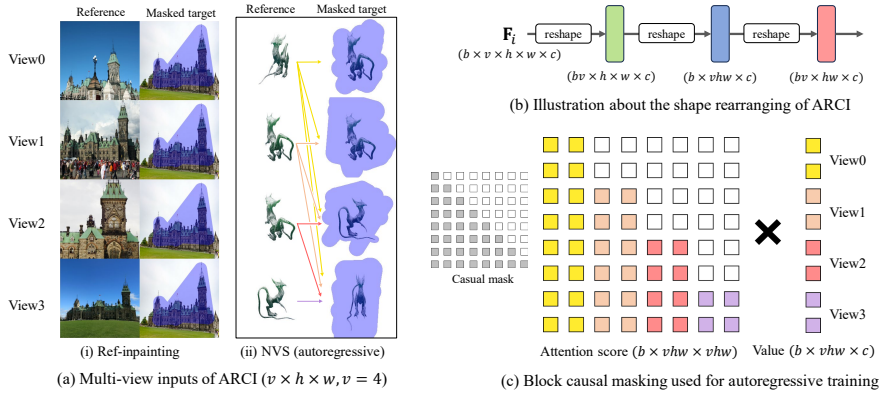 Reference Masked target
Reference Masked target
View0
View1
View2
View3
(i) Ref-inpainting
(ii) NVS (autoregressive)
(a) Multi-view inputs of ARCI (v × h × w, v = 4)
F_i
reshape
reshape
reshape
(b × v × h × w × c)
(bv × h × w × c)
(b × vhw × c)
(bv × hw × c)
(b) Illustration about the shape rearranging of ARCI
Casual mask
View0
View1
View2
View3
Attention score (b × vhw × vhw)
Value (b × vhw × c)
(c) Block causal masking used for autoregressive training